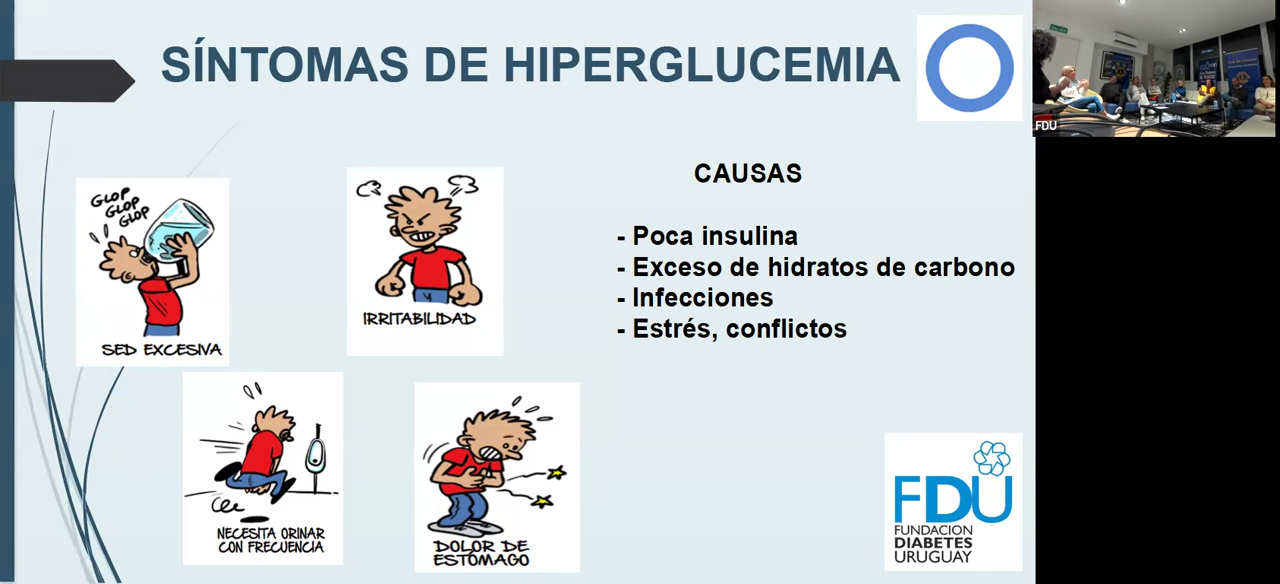 SÍNTOMAS DE HIPERGLUCEMIA
GLOP
GLOP
GLOP
SED EXCESIVA
IRRITABILIDAD
NECESITA ORINAR
CON FRECUENCIA
DOLOR DE
ESTÓMAGO
CAUSAS
- Poca insulina
- Exceso de hidratos de carbono
- Infecciones
- Estrés, conflictos
FDU
FUNDACION
DIABETES
URUGUAY
FDU